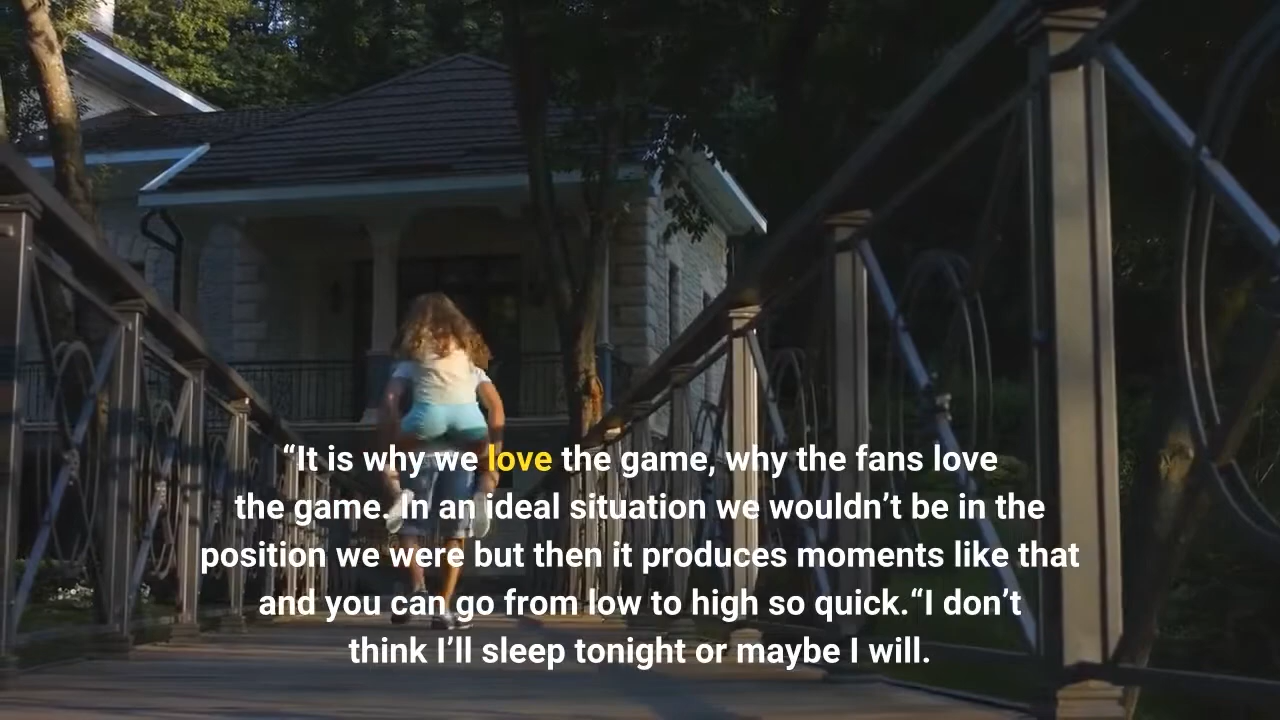 “It is why we love the game, why the fans love
the game. In an ideal situation we wouldn’t be in the
position we were but then it produces moments like that
and you can go from low to high so quick.“I don’t
think I’ll sleep tonight or maybe I will.